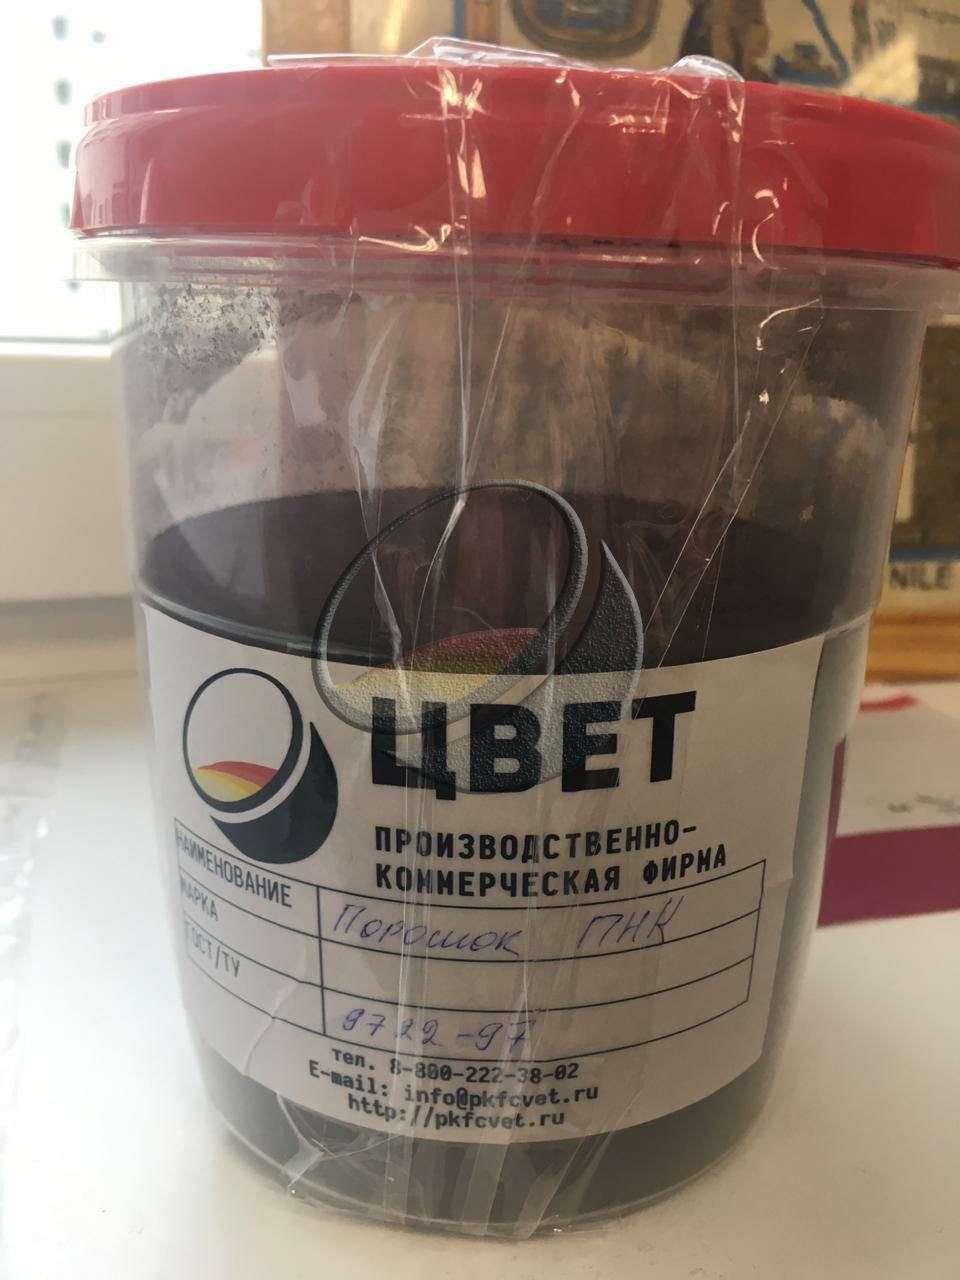 NILE
ЦВЕТ
ПРОИЗВОДСТВЕННО-
КОММЕРЧЕСКАЯ ФИРМА
НАИМЕНОВАНИЕ
Порошок ПНК
МАРКА
ГОСТ/ТУ
9722-97
тел. 8-800-222-38-02
E-mail: info@pkfcvet.ru
http://pkfcvet.ru